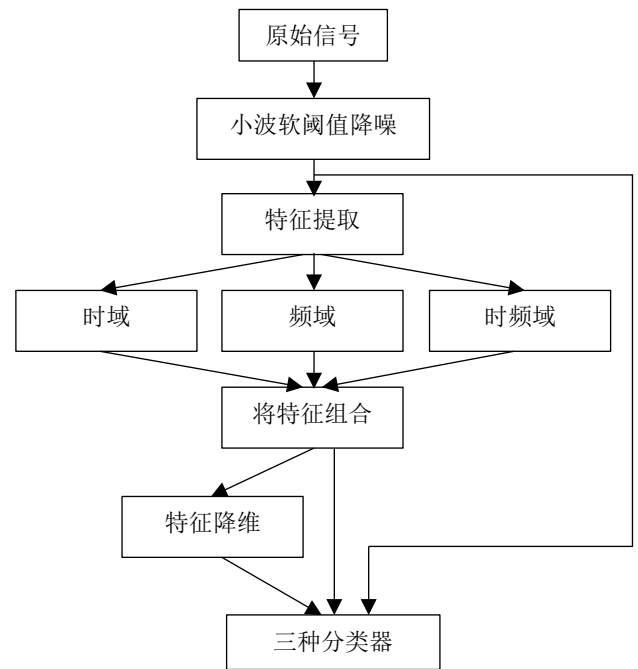 原始信号
小波软阈值降噪
特征提取
时域
频域
时频域
将特征组合
特征降维
三种分类器